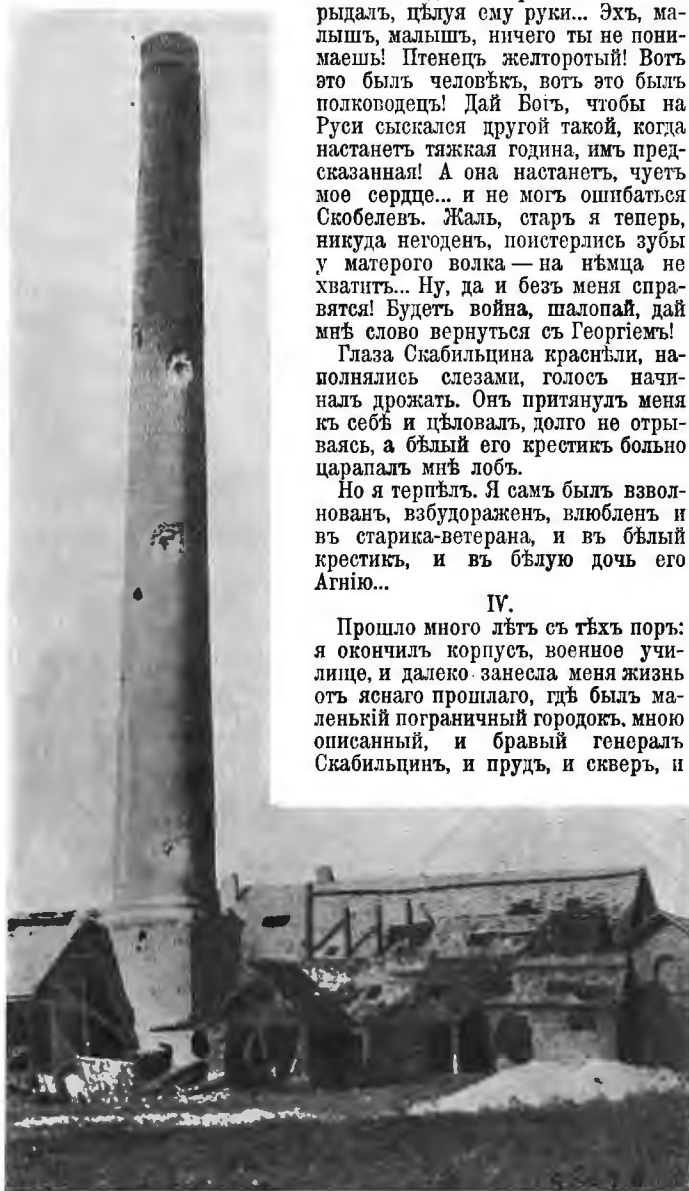 рыдалъ, цѣлуя ему руки... Эхъ, ма-
лышъ, малышъ, ничего ты не пони-
маешь! Птенецъ желторотый! Вотъ
это былъ человѣкъ, вотъ это былъ
полководецъ! Дай Богъ, чтобы на
Руси сыскался другой такой, когда
настанетъ тяжкая година, имъ пред-
сказанная! А она настанетъ, чуетъ
мое сердце... и не могъ ошибаться
Скобелевъ. Жаль, старъ я теперь,
никуда негоденъ, поистерлись зубы
у матерого волка — на нѣмца не
хватитъ... Ну, да и безъ меня спра-
вятся! Будетъ война, шалопай, дай
мнѣ слово вернуться съ Георгіемъ!
Глаза Скабильцина краснѣли, на-
полнялись слезами, голосъ начи-
налъ дрожать. Онъ притянулъ меня
къ себѣ и цѣловалъ, долго не отры-
ваясь, а бѣлый его крестикъ больно
царапалъ мнѣ лобъ.
Но я терпѣлъ. Я самъ былъ взвол-
нованъ, взбудораженъ, влюбленъ и
въ старика-ветерана, и въ бѣлый
крестикъ, и въ бѣлую дочь его
Агнію...
IV.
Прошло много лѣтъ съ тѣхъ поръ:
я окончилъ корпусъ, военное учи-
лище, и далеко занесла меня жизнь
отъ яснаго прошлаго, гдѣ былъ ма-
ленькій пограничный городокъ, мною
описанный, и бравый генералъ
Скабильцинъ, и прудъ, и скверъ, и